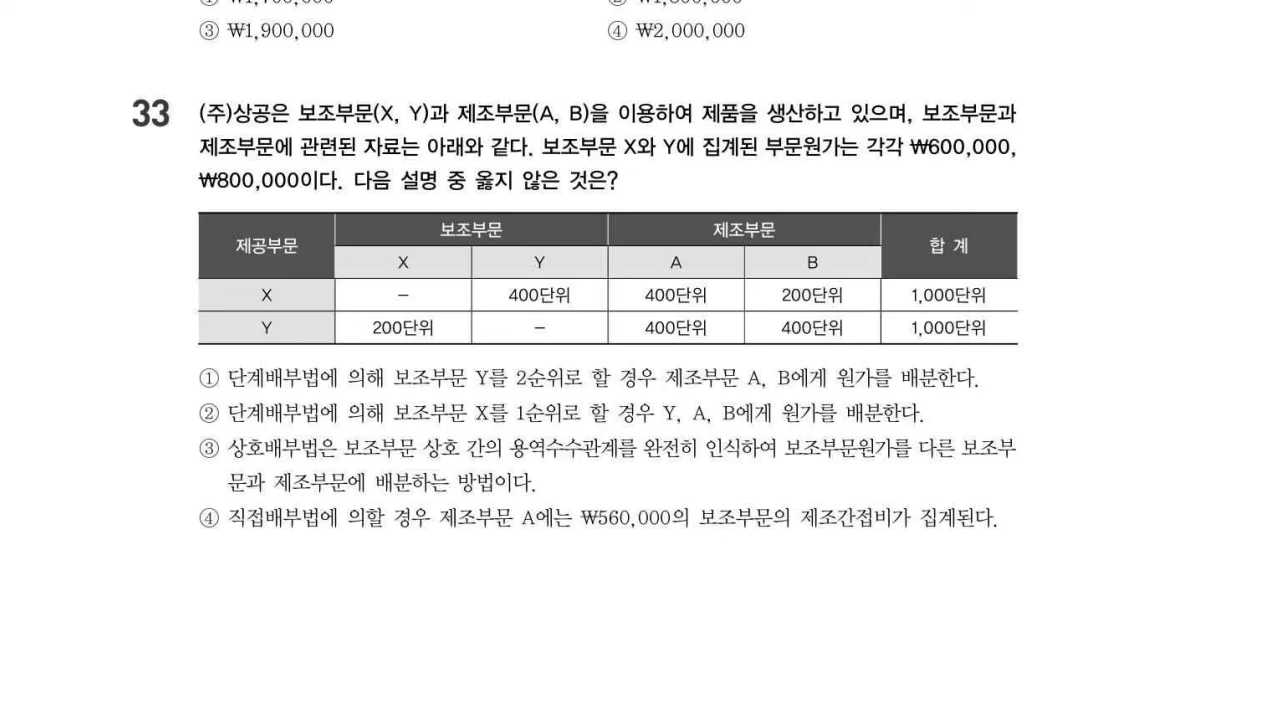 ③ ₩1,900,000 ④ ₩2,000,000
33 (주)상공은 보조부문(X, Y)과 제조부문(A, B)을 이용하여 제품을 생산하고 있으며, 보조부문과
제조부문에 관련된 자료는 아래와 같다. 보조부문 X와 Y에 집계된 부문원가는 각각 ₩600,000,
₩800,000이다. 다음 설명 중 옳지 않은 것은?
제공부문 보조부문 제조부문 합 계
X Y A B
X – 400단위 400단위 200단위 1,000단위
Y 200단위 – 400단위 400단위 1,000단위
① 단계배부법에 의해 보조부문 Y를 2순위로 할 경우 제조부문 A, B에게 원가를 배분한다.
② 단계배부법에 의해 보조부문 X를 1순위로 할 경우 Y, A, B에게 원가를 배분한다.
③ 상호배부법은 보조부문 상호 간의 용역수수관계를 완전히 인식하여 보조부문원가를 다른 보조부
문과 제조부문에 배분하는 방법이다.
④ 직접배부법에 의할 경우 제조부문 A에는 ₩560,000의 보조부문의 제조간접비가 집계된다.